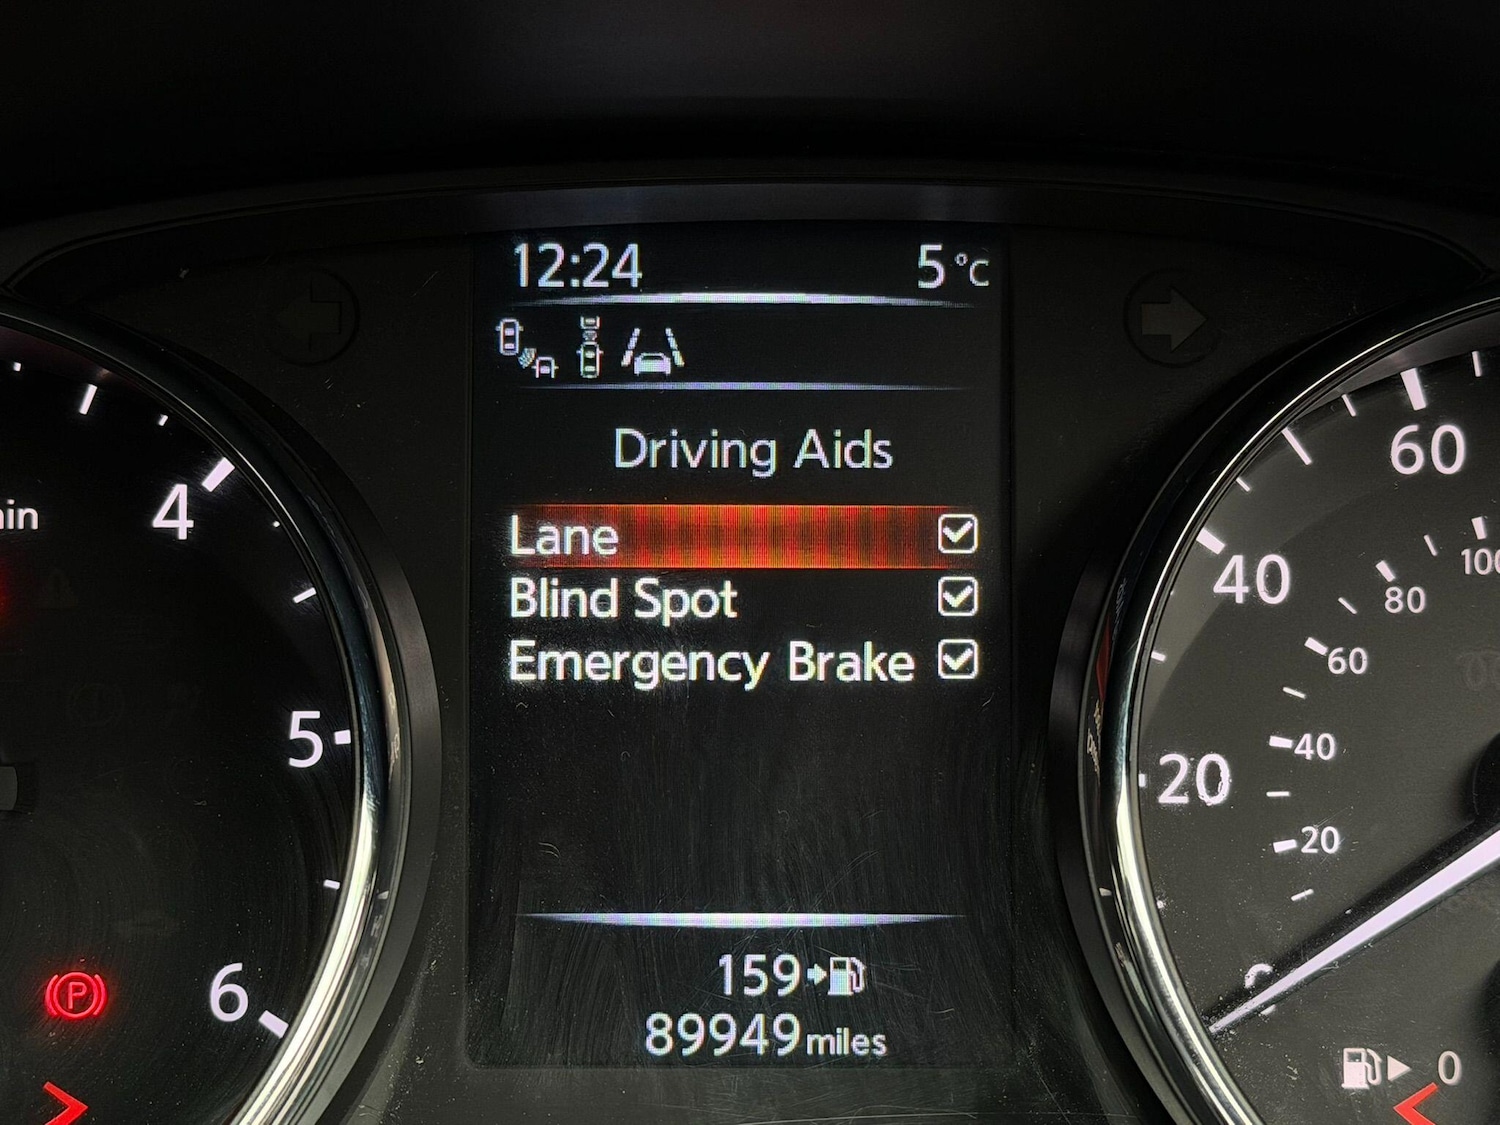 12:24 5°C
Driving Aids
Lane
Blind Spot
Emergency Brake
159
89949 miles
4
5
6
P
60
40
20
100
80
60
40
20
0